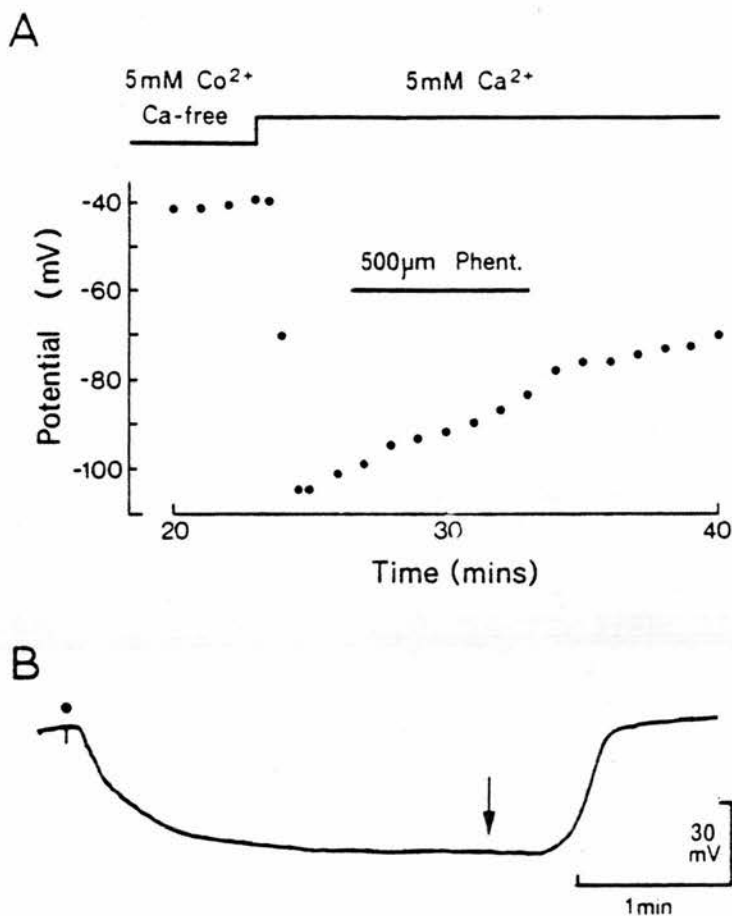 A
5mM Co²⁺
Ca-free
5mM Ca²⁺
-40
-60
-80
-100
Potential (mV)
500μm Phent.
20
30
40
Time (mins)
B
30
mV
1min